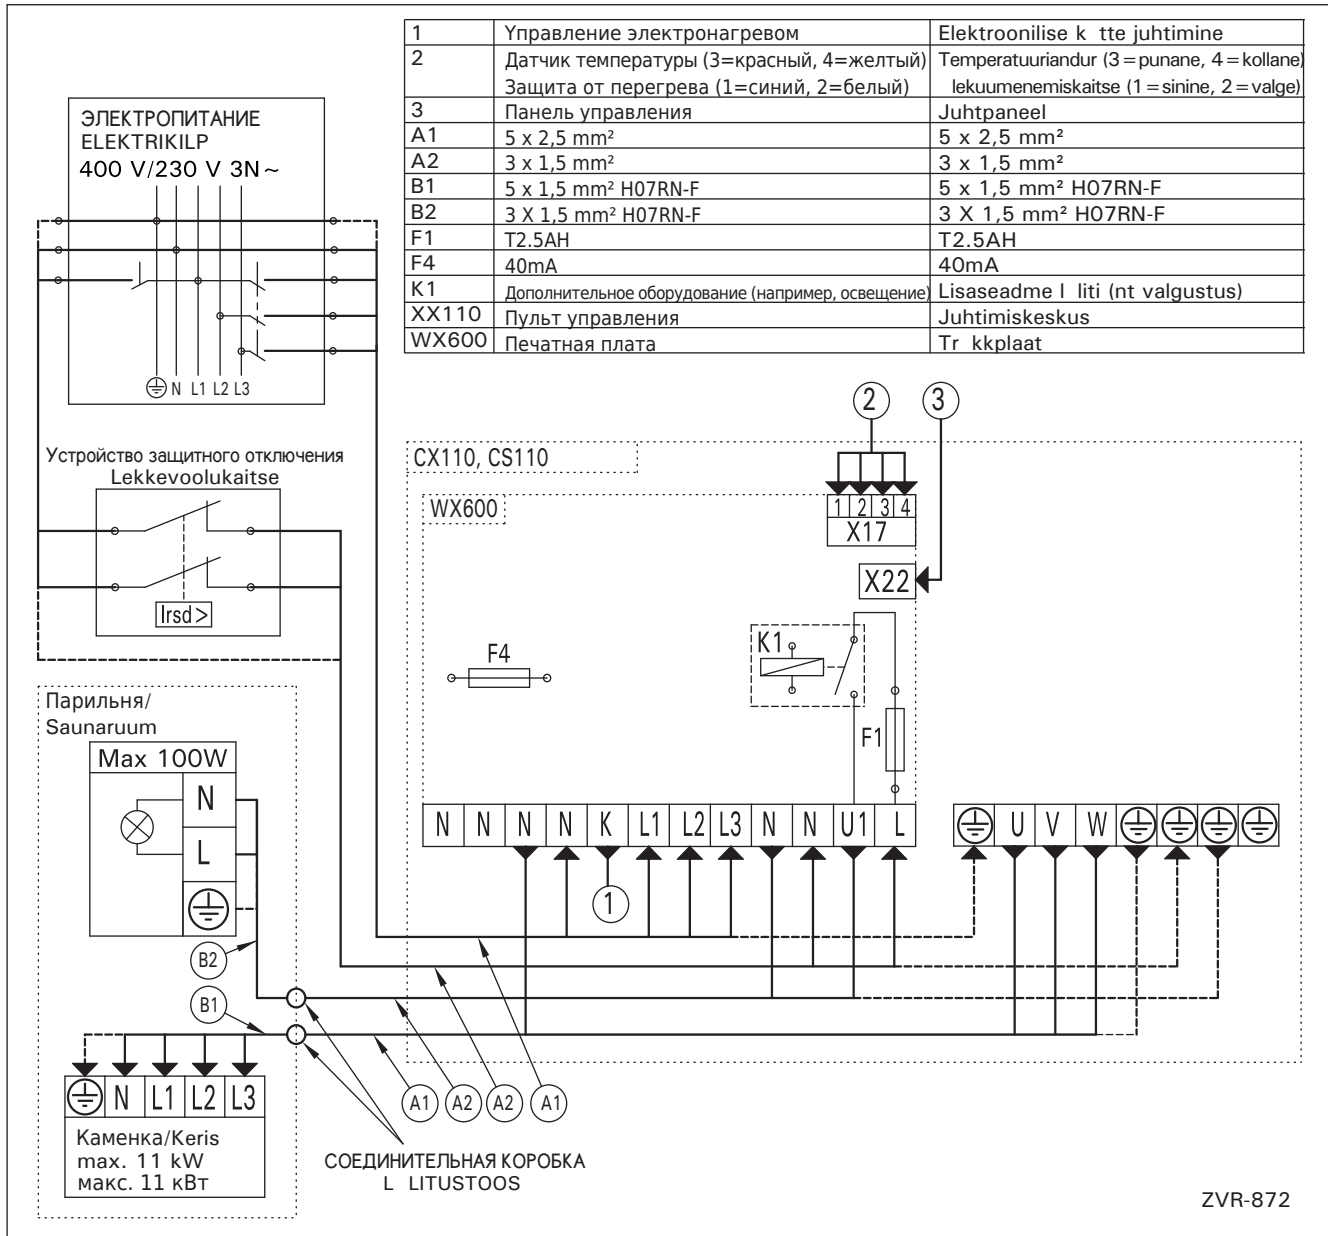 1 Управление электронагревом Elektroonilise k tte juhtimine
2 Датчик температуры (3=красный, 4=желтый) Temperatuuriandur (3=punane, 4=kollane)
Защита от перегрева (1=синий, 2=белый) lekuumenemiskaitse (1=sinine, 2=valge)
3 Панель управления Juhtpaneel
A1 5 x 2,5 mm² 5 x 2,5 mm²
A2 3 x 1,5 mm² 3 x 1,5 mm²
B1 5 x 1,5 mm² H07RN-F 5 x 1,5 mm² H07RN-F
B2 3 X 1,5 mm² H07RN-F 3 X 1,5 mm² H07RN-F
F1 T2.5AH T2.5AH
F4 40mA 40mA
K1 Дополнительное оборудование (например, освещение) Lisaseadme l liti (nt valgustus)
XX110 Пульт управления Juhtimiskeskus
WX600 Печатная плата Tr kkplaat
ЭЛЕКТРОПИТАНИЕ
ELEKTRIKILP
400 V/230 V 3N~
N L1 L2 L3
Устройство защитного отключения
Lekkevoolukaitse
Irsd>
2 3
CX110, CS110
WX600
1 2 3 4
X17
X22
K1
F4
F1
N N N N K L1 L2 L3 N N U1 L
U V W
1
Парильня/
Saunaruum
Max 100W
N
L
B2
B1
N L1 L2 L3
Каменка/Keris
max. 11 kW
макс. 11 кВт
A1 A2 A2 A1
СОЕДИНИТЕЛЬНАЯ КОРОБКА
L LITUSTOOS
ZVR-872